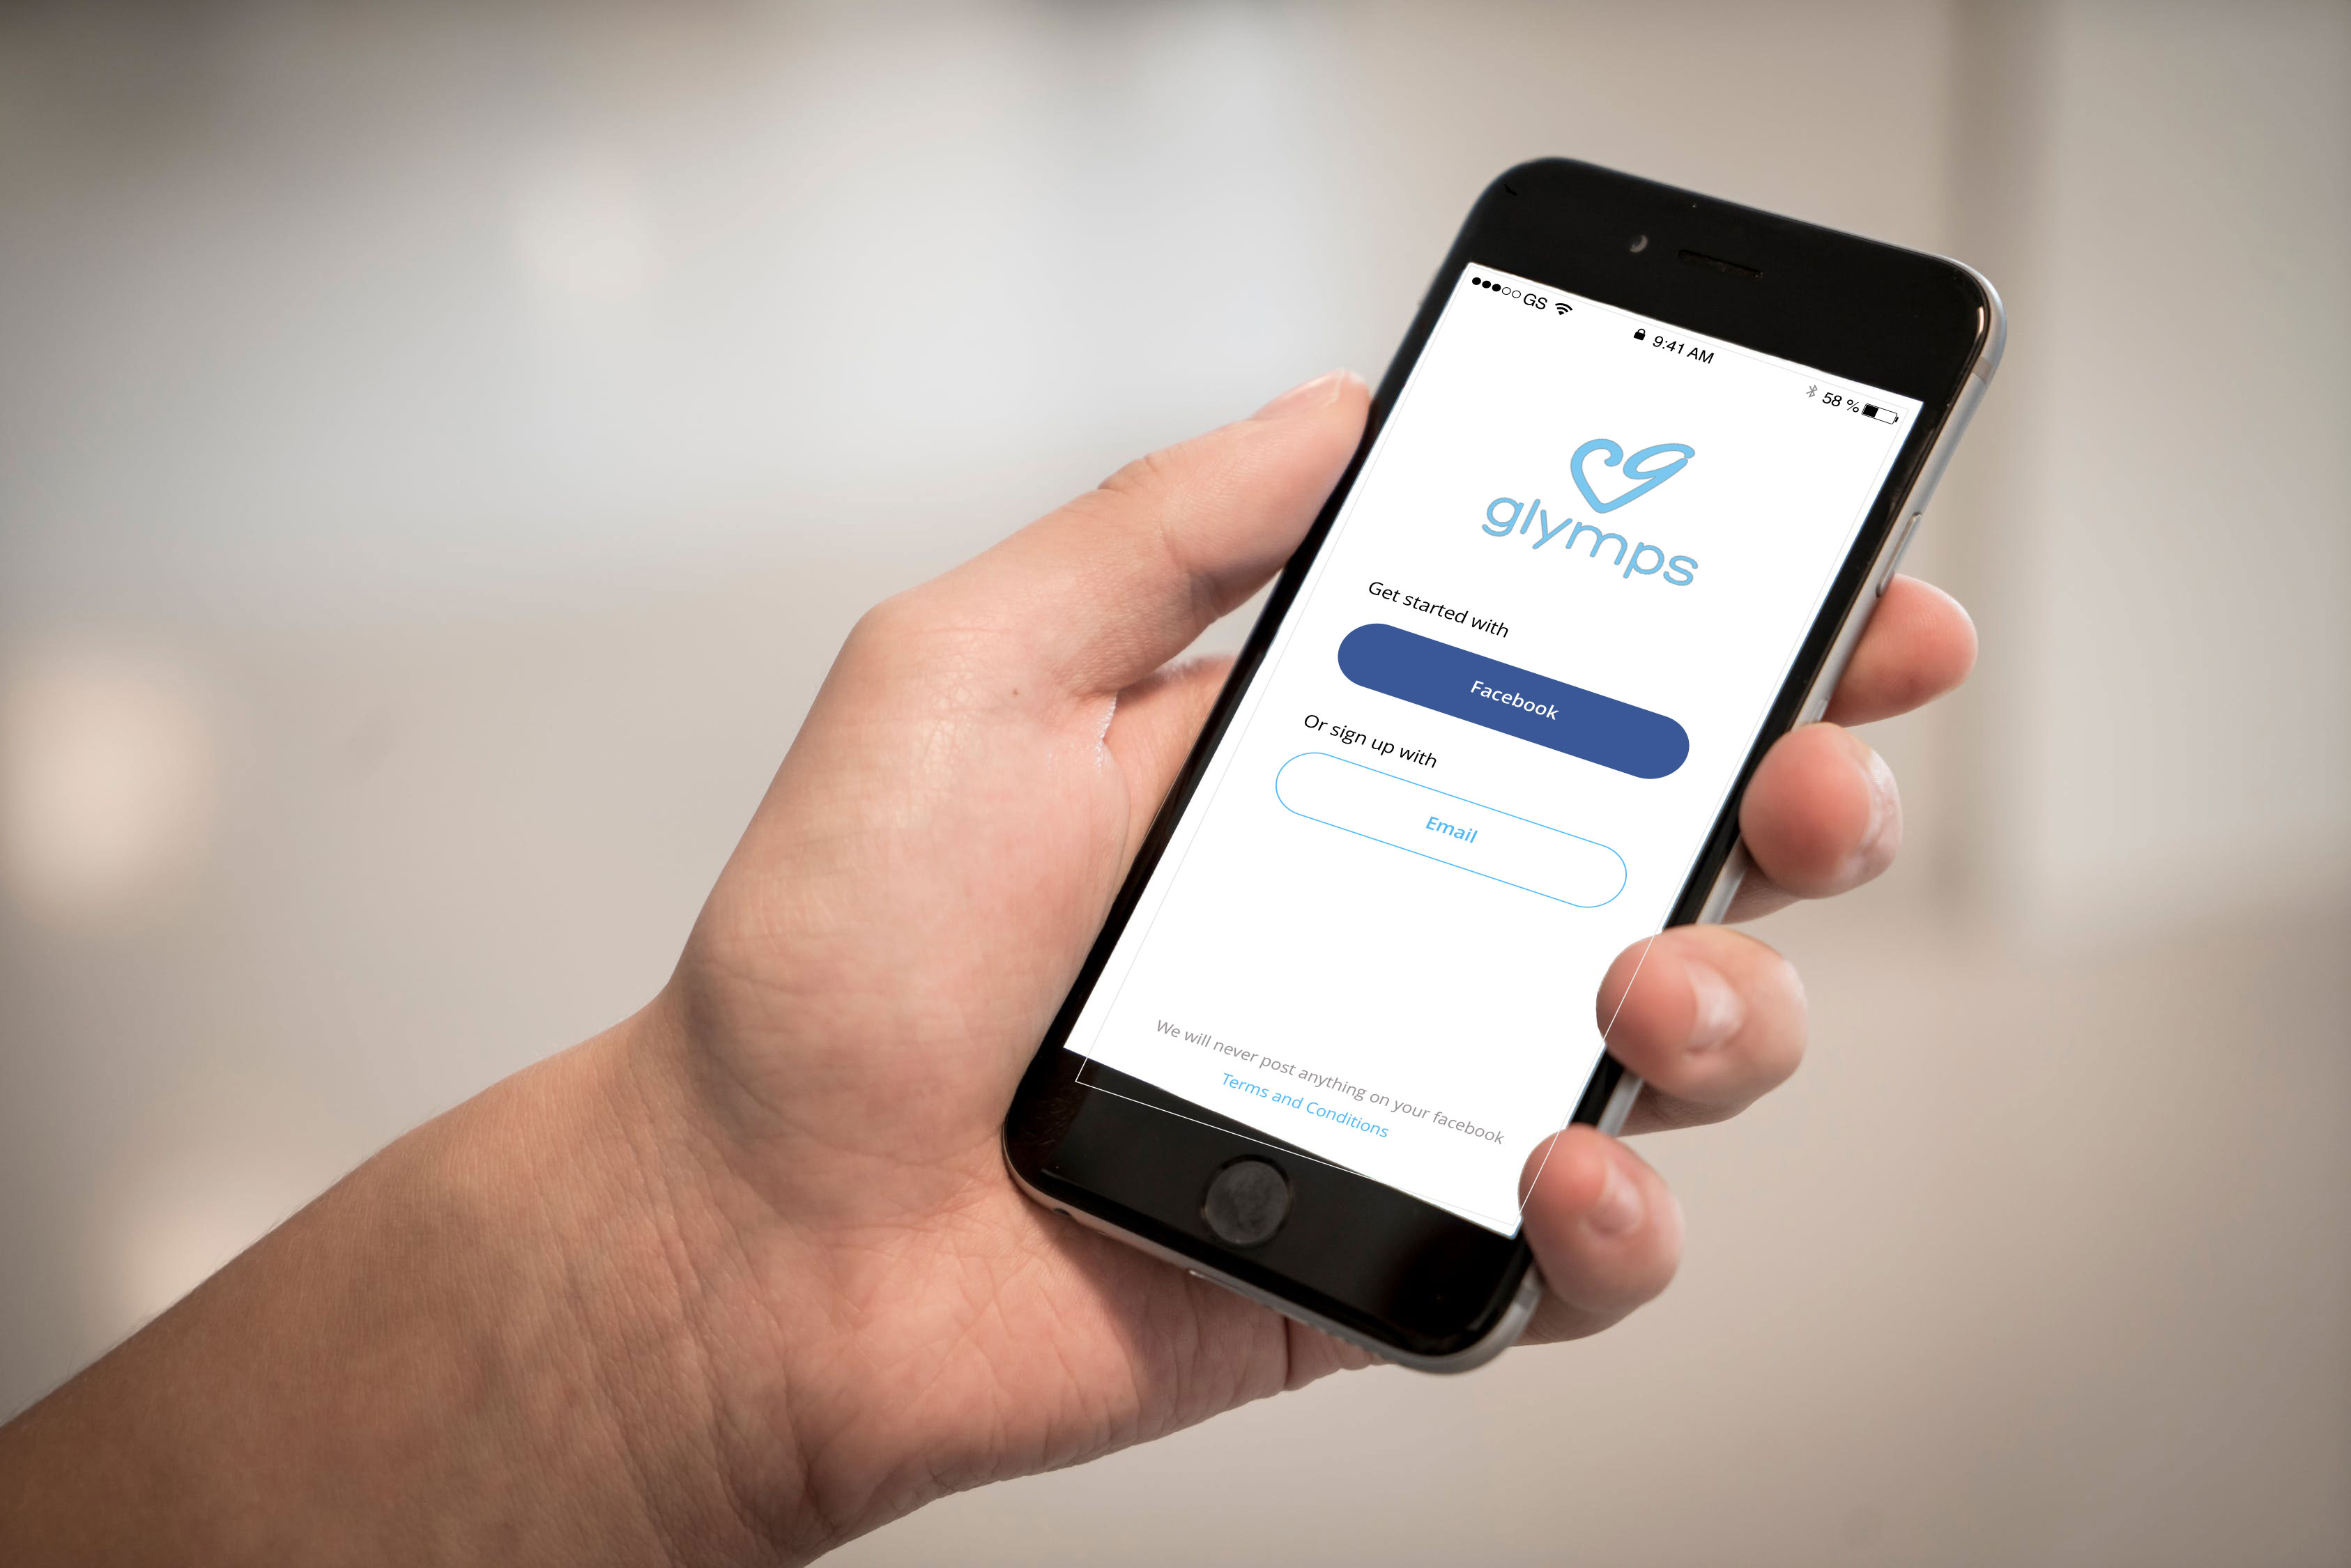 GS
9:41 AM
58 %
glymps
Get started with
Facebook
Or sign up with
Email
We will never post anything on your facebook
Terms and Conditions